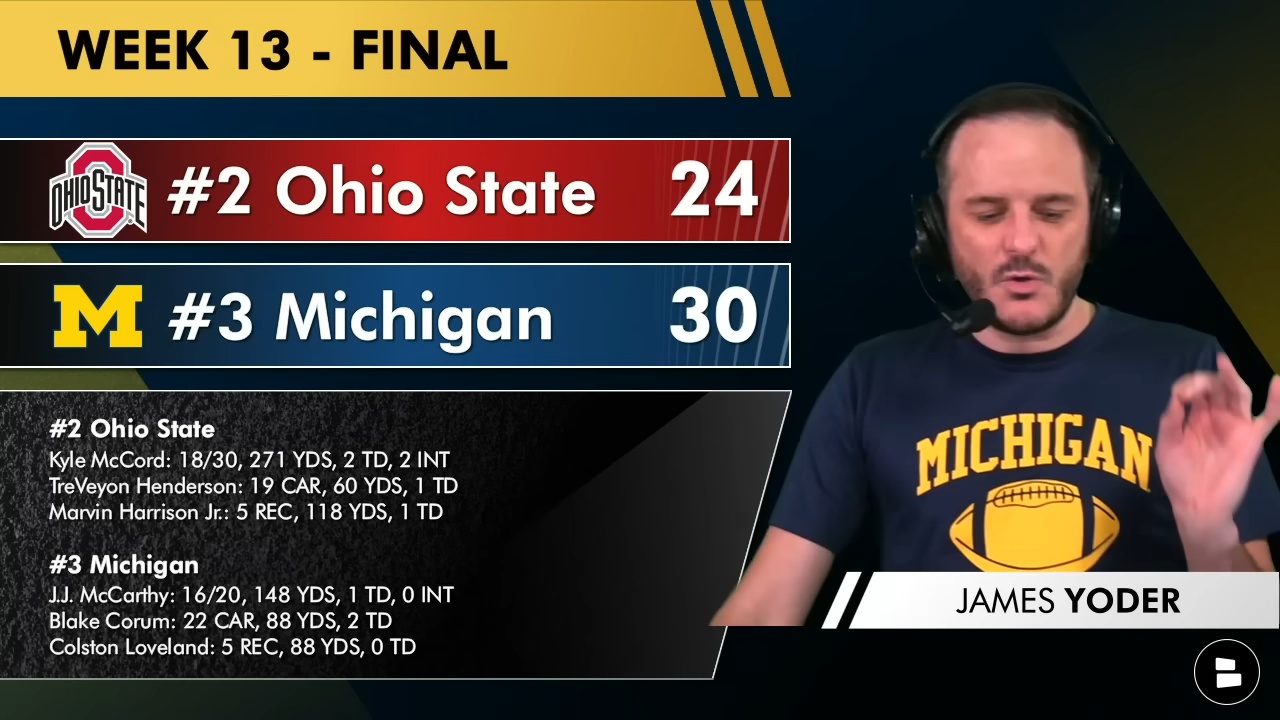 WEEK 13 - FINAL
OHIO STATE
#2 Ohio State 24
M
#3 Michigan 30
#2 Ohio State
Kyle McCord: 18/30, 271 YDS, 2 TD, 2 INT
TreVeyon Henderson: 19 CAR, 60 YDS, 1 TD
Marvin Harrison Jr.: 5 REC, 118 YDS, 1 TD
#3 Michigan
J.J. McCarthy: 16/20, 148 YDS, 1 TD, 0 INT
Blake Corum: 22 CAR, 88 YDS, 2 TD
Colston Loveland: 5 REC, 88 YDS, 0 TD
MICHIGAN
JAMES YODER